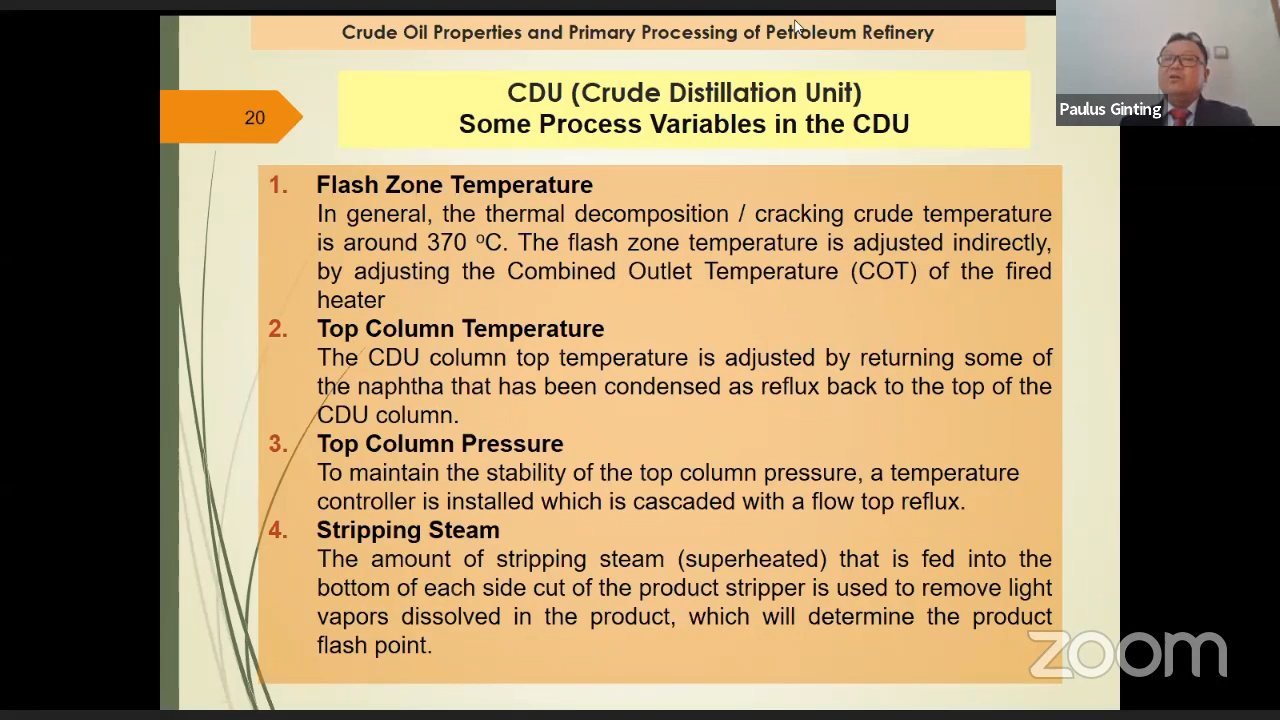 Crude Oil Properties and Primary Processing of Petroleum Refinery
Paulus Ginting
20
CDU (Crude Distillation Unit)
Some Process Variables in the CDU
1. Flash Zone Temperature
In general, the thermal decomposition / cracking crude temperature
is around 370 ⁰C. The flash zone temperature is adjusted indirectly,
by adjusting the Combined Outlet Temperature (COT) of the fired
heater
2. Top Column Temperature
The CDU column top temperature is adjusted by returning some of
the naphtha that has been condensed as reflux back to the top of the
CDU column.
3. Top Column Pressure
To maintain the stability of the top column pressure, a temperature
controller is installed which is cascaded with a flow top reflux.
4. Stripping Steam
The amount of stripping steam (superheated) that is fed into the
bottom of each side cut of the product stripper is used to remove light
vapors dissolved in the product, which will determine the product
flash point.
zoom